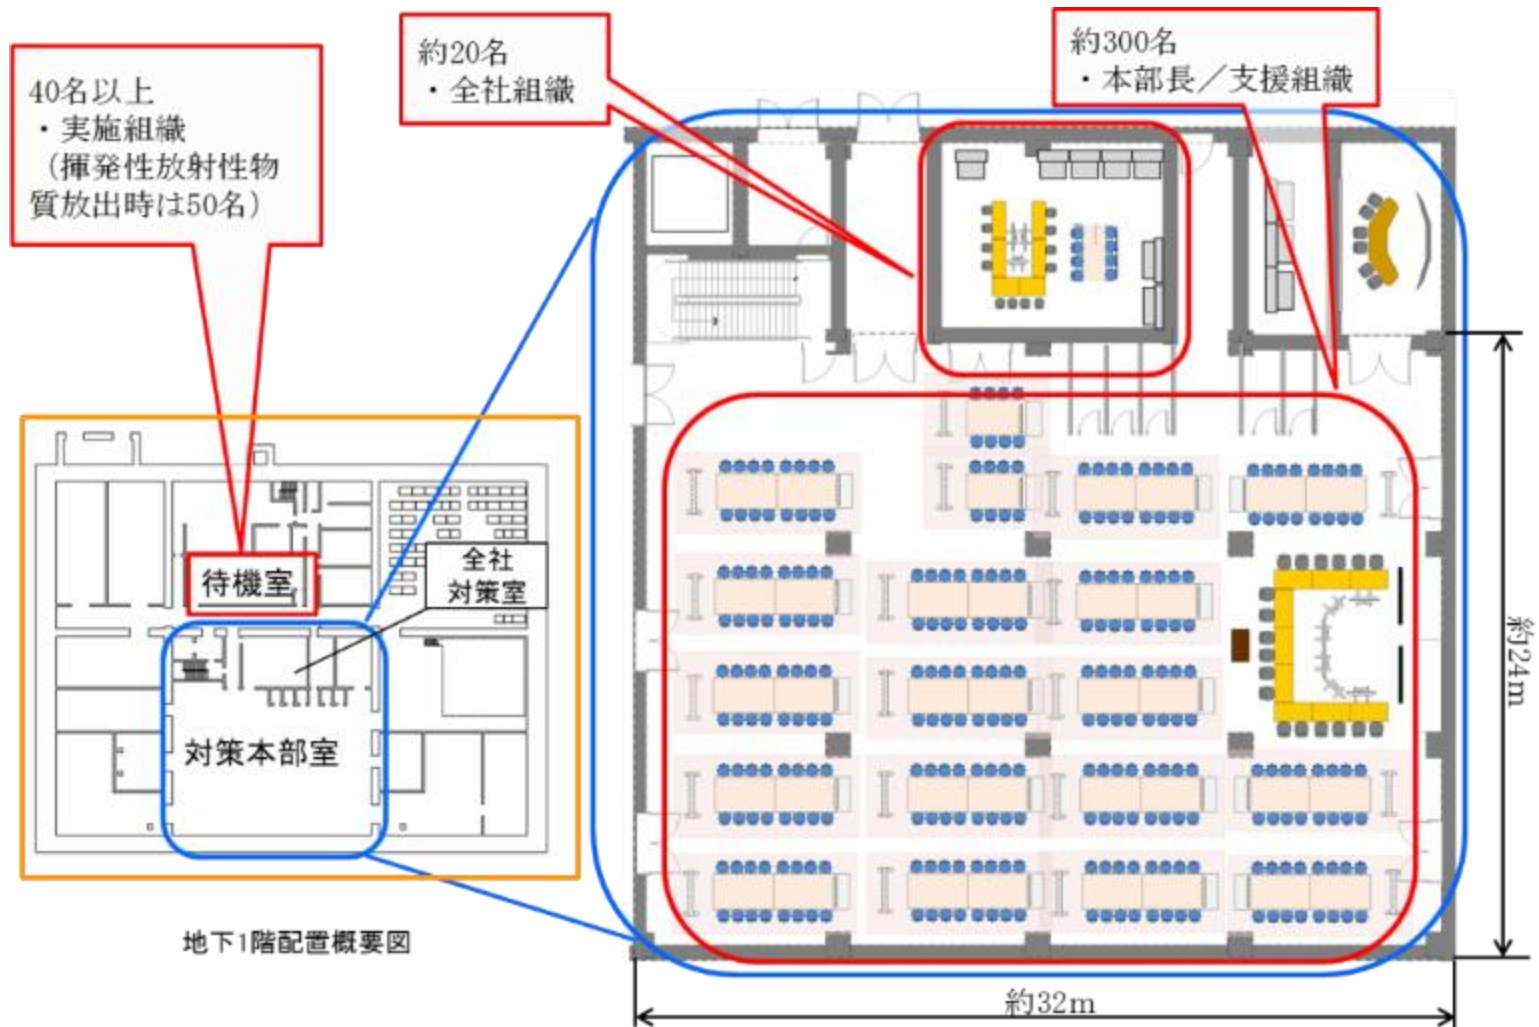 40名以上
・実施組織
（揮発性放射性物
質放出時は50名）
約20名
・全社組織
約300名
・本部長／支援組織
待機室
全社
対策室
対策本部室
地下1階配置概要図
約24m
約32m